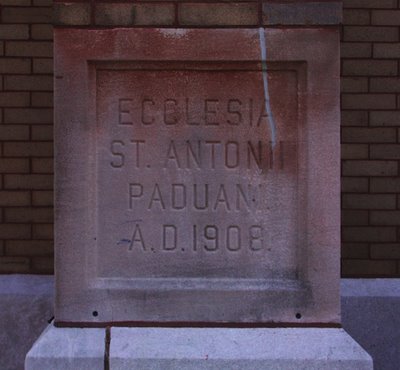 ECCLESIA
ST. ANTONII
PADUANI.
A.D.1908.